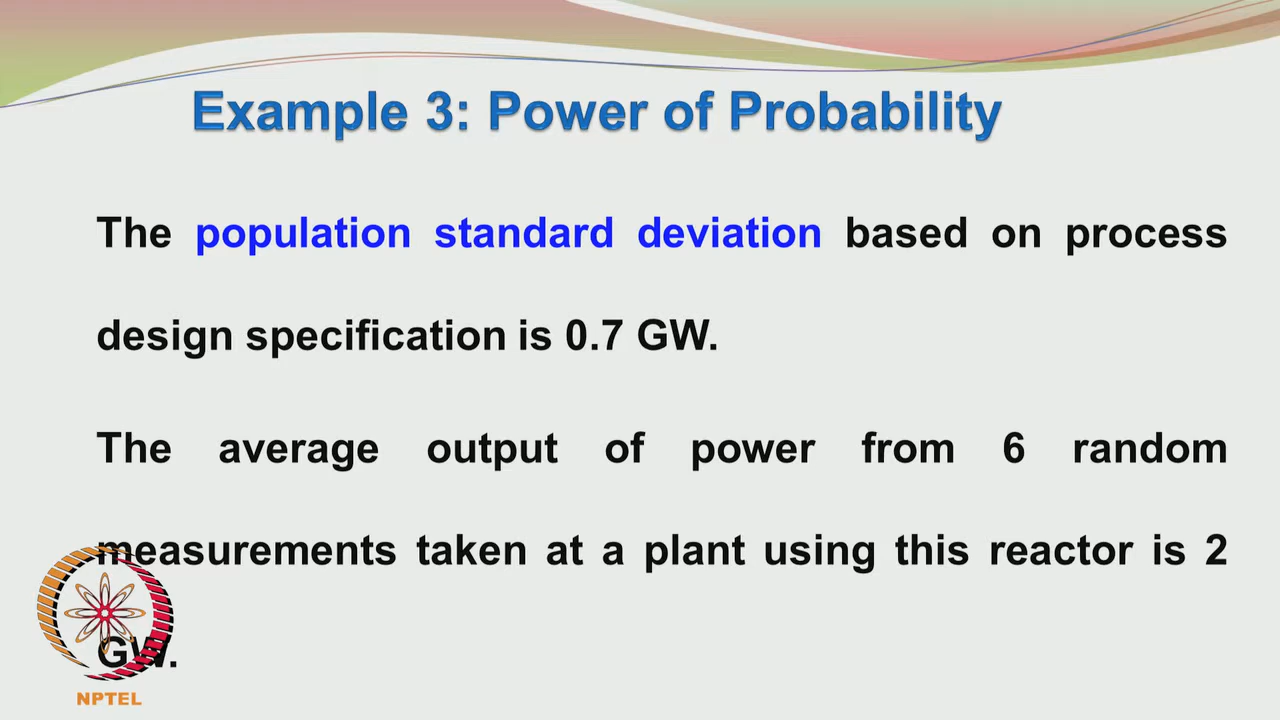 Example 3: Power of Probability
The population standard deviation based on process
design specification is 0.7 GW.
The average output of power from 6 random
measurements taken at a plant using this reactor is 2
GW.
NPTEL